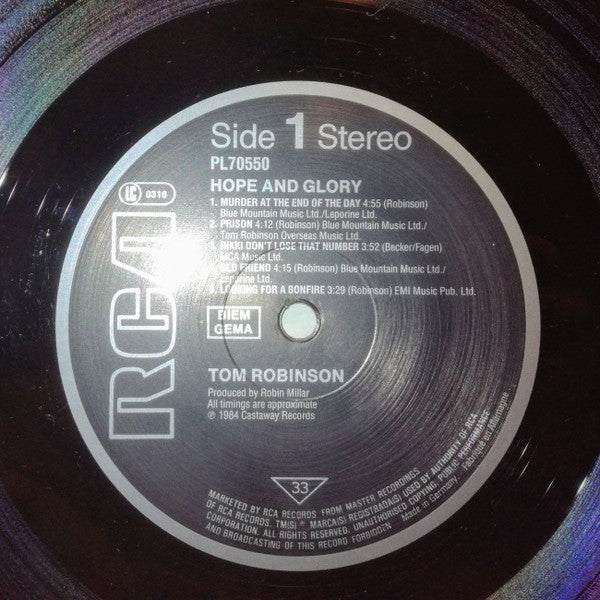 Side 1 Stereo
PL70550
HOPE AND GLORY
1. MURDER AT THE END OF THE DAY 4:55 (Robinson)
Blue Mountain Music Ltd./Leporine Ltd.
2. PRISON 4:12 (Robinson) Blue Mountain Music Ltd./
Tom Robinson Overseas Music Ltd.
3. RIKKI DON'T LOSE THAT NUMBER 3:52 (Becker/Fagen)
MCA Music Ltd.
4. OLD FRIEND 4:15 (Robinson) Blue Mountain Music Ltd./
Leporine Ltd.
5. LOOKING FOR A BONFIRE 3:29 (Robinson) EMI Music Pub. Ltd.
LC 0316
RCA
BIEM
GEMA
TOM ROBINSON
Produced by Robin Millar
All timings are approximate
℗ 1984 Castaway Records
33
MARKETED BY RCA RECORDS FROM MASTER RECORDINGS
OF RCA RECORDS. TM(S) ® MARCA(S) REGISTRADA(S) USED BY AUTHORITY OF RCA
CORPORATION. ALL RIGHTS RESERVED. UNAUTHORISED COPYING, PUBLIC PERFORMANCE
AND BROADCASTING OF THIS RECORD FORBIDDEN
Made in Germany. Fabriqué en Allemagne